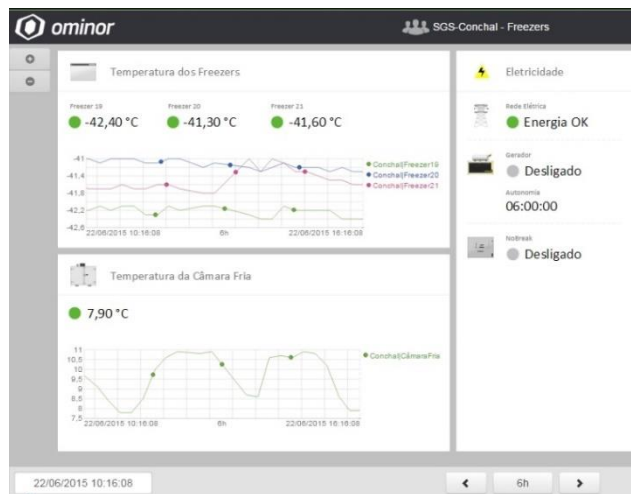 ominor
SGS-Conchal - Freezers
Temperatura dos Freezers
Freezer 19
-42,40 °C
Freezer 20
-41,30 °C
Freezer 21
-41,60 °C
-41
-41,4
-41,8
-42,2
-42,6
22/06/2015 10:16:08
6h
22/06/2015 16:16:08
Conchal|Freezer19
Conchal|Freezer20
Conchal|Freezer21
Temperatura da Câmara Fria
7,90 °C
11
10,5
10
9,5
9
8,5
8
7,5
22/06/2015 10:16:08
6h
22/06/2015 16:16:08
Conchal|CâmaraFria
Eletricidade
Rede Elétrica
Energia OK
Gerador
Desligado
Autonomia
06:00:00
NoBreak
Desligado
22/06/2015 10:16:08
6h